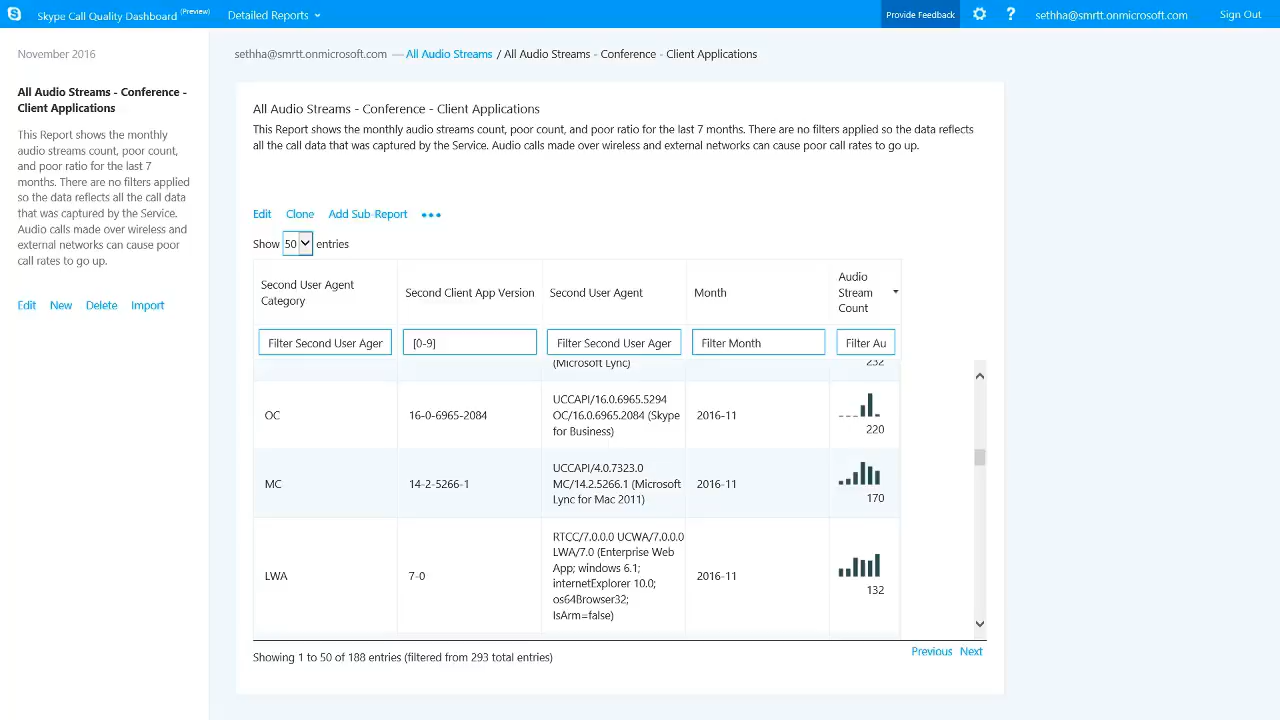 Skype Call Quality Dashboard (Preview) Detailed Reports Provide Feedback ? sethha@smrtt.onmicrosoft.com Sign Out
November 2016
All Audio Streams - Conference - Client Applications
This Report shows the monthly
audio streams count, poor count,
and poor ratio for the last 7
months. There are no filters applied
so the data reflects all the call data
that was captured by the Service.
Audio calls made over wireless and
external networks can cause poor
call rates to go up.
Edit New Delete Import
sethha@smrtt.onmicrosoft.com — All Audio Streams / All Audio Streams - Conference - Client Applications
All Audio Streams - Conference - Client Applications
This Report shows the monthly audio streams count, poor count, and poor ratio for the last 7 months. There are no filters applied so the data reflects
all the call data that was captured by the Service. Audio calls made over wireless and external networks can cause poor call rates to go up.
Edit Clone Add Sub-Report •••
Show 50 entries
Second User Agent
Category
Second Client App Version
Second User Agent
Month
Audio
Stream
Count
Filter Second User Ager [0-9] Filter Second User Ager Filter Month Filter Au
(Microsoft Lync) 232
OC
16-0-6965-2084
UCCAPI/16.0.6965.5294
OC/16.0.6965.2084 (Skype
for Business)
2016-11
220
MC
14-2-5266-1
UCCAPI/4.0.7323.0
MC/14.2.5266.1 (Microsoft
Lync for Mac 2011)
2016-11
170
LWA
7-0
RTCC/7.0.0.0 UCWA/7.0.0.0
LWA/7.0 (Enterprise Web
App; windows 6.1;
internetExplorer 10.0;
os64Browser32;
IsArm=false)
2016-11
132
Showing 1 to 50 of 188 entries (filtered from 293 total entries)
Previous Next